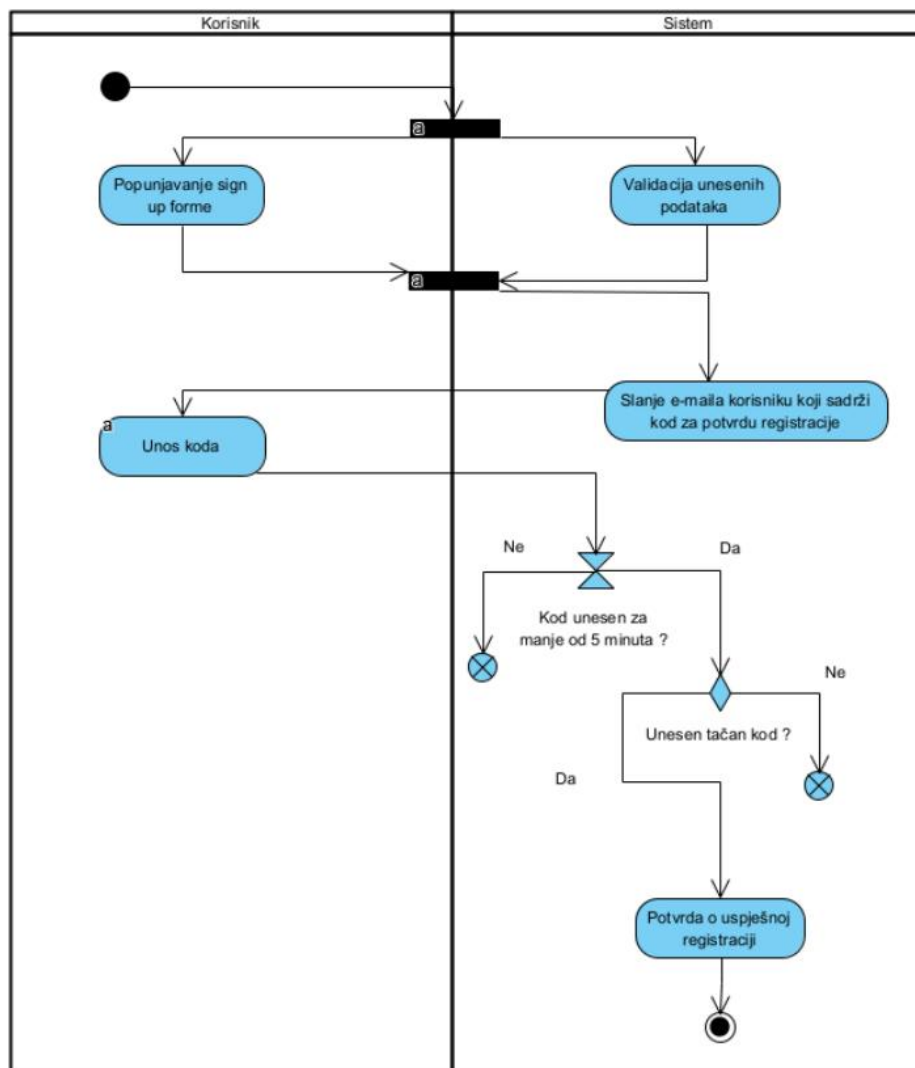 Korisnik
Sistem
a
Popunjavanje sign
up forme
Validacija unesenih
podataka
a
Slanje e-maila korisniku koji sadrži
kod za potvrdu registracije
a
Unos koda
Ne
Da
Kod unesen za
manje od 5 minuta ?
Ne
Unesen tačan kod ?
Da
Potvrda o uspješnoj
registraciji